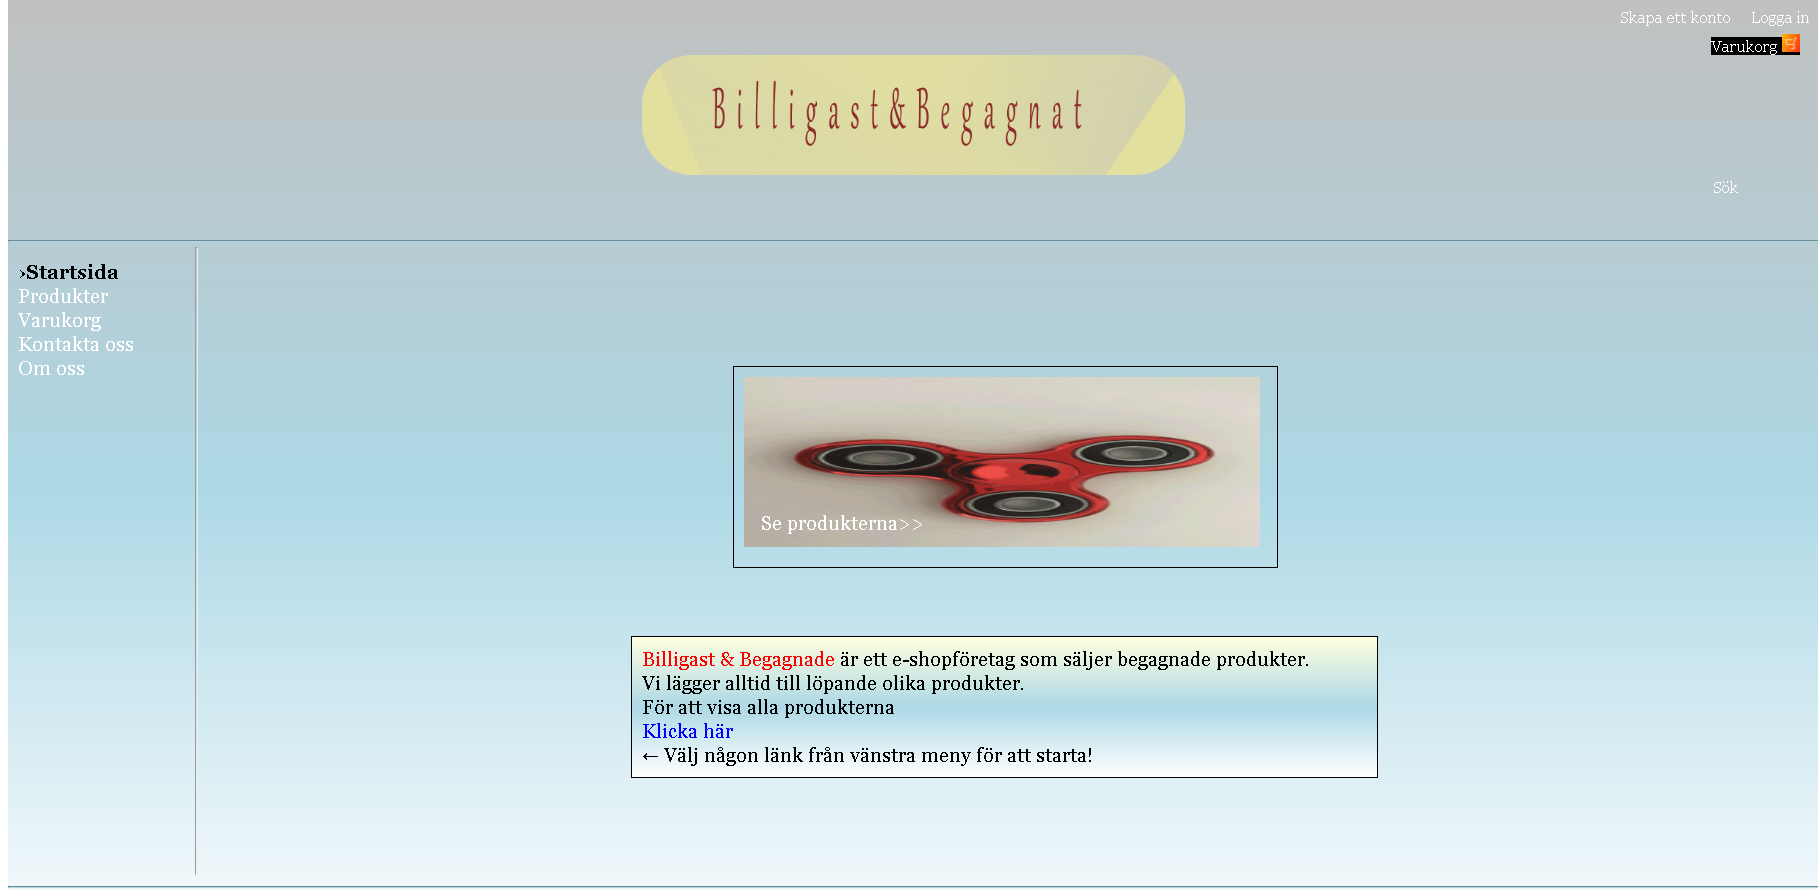 Skapa ett konto Logga in
Varukorg
Billigast&Begagnat
Sök
›Startsida
Produkter
Varukorg
Kontakta oss
Om oss
Se produkterna>>
Billigast & Begagnade är ett e-shopföretag som säljer begagnade produkter.
Vi lägger alltid till löpande olika produkter.
För att visa alla produkterna
Klicka här
← Välj någon länk från vänstra meny för att starta!